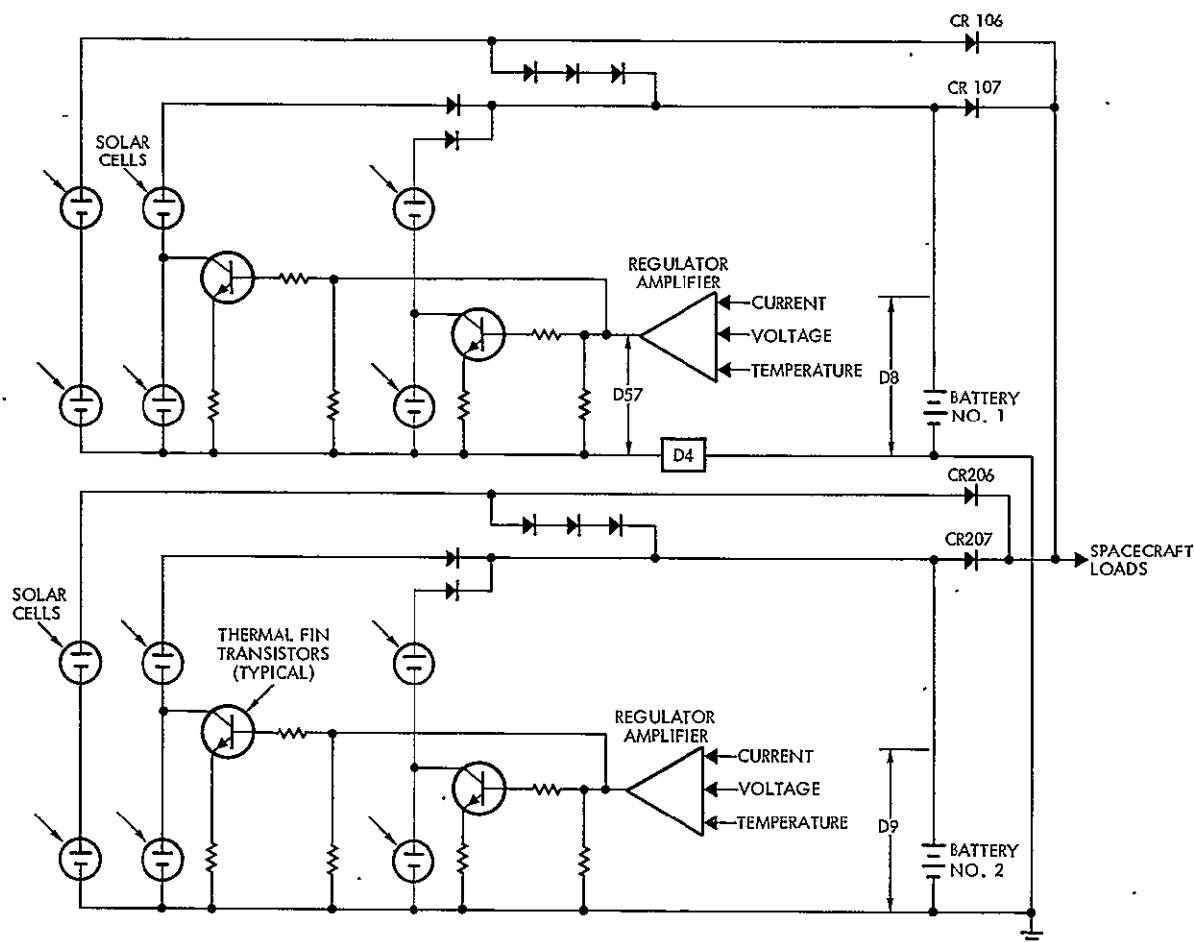 CR 106
CR 107
SOLAR
CELLS
REGULATOR
AMPLIFIER
CURRENT
VOLTAGE
TEMPERATURE
D57
D8
BATTERY
NO. 1
D4
CR206
CR207
SPACECRAFT
LOADS
SOLAR
CELLS
THERMAL FIN
TRANSISTORS
(TYPICAL)
REGULATOR
AMPLIFIER
CURRENT
VOLTAGE
TEMPERATURE
D9
BATTERY
NO. 2